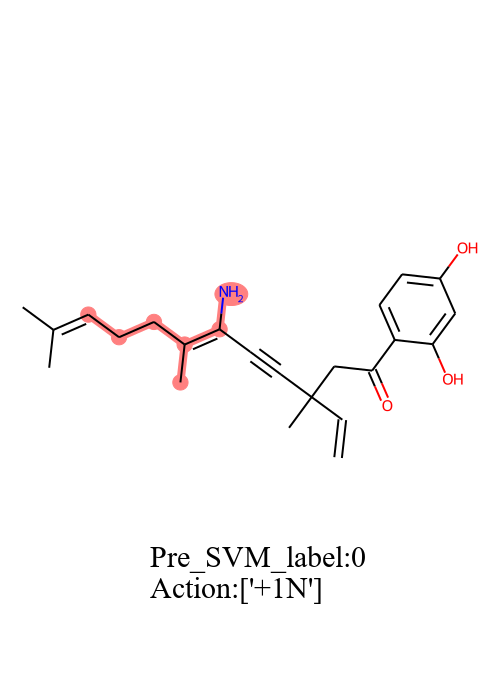 OH
NH2
OH
O
Pre_SVM_label:0
Action:['+1N']